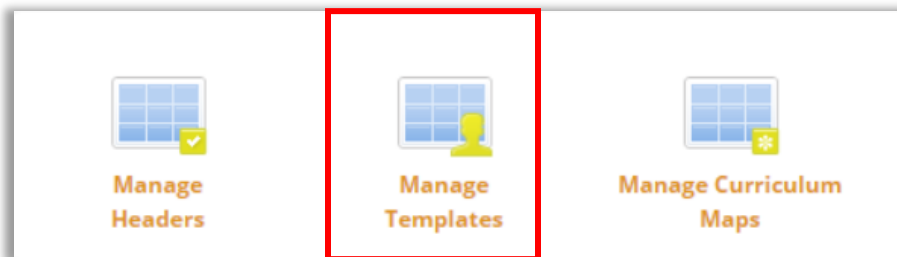 Manage
Headers
Manage
Templates
Manage Curriculum
Maps